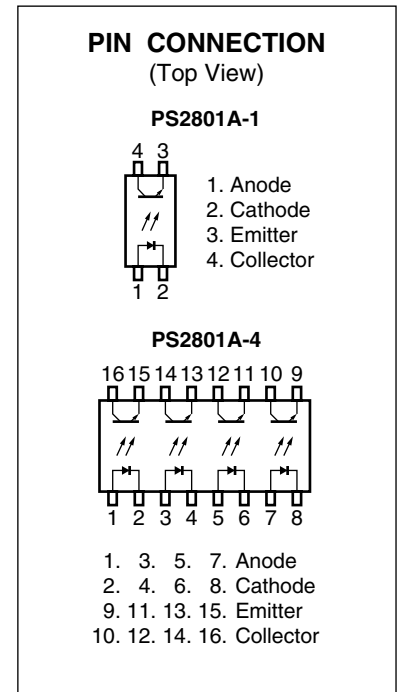 PIN CONNECTION
(Top View)
PS2801A-1
4 3
1. Anode
2. Cathode
3. Emitter
4. Collector
1 2
PS2801A-4
16 15 14 13 12 11 10 9
1 2 3 4 5 6 7 8
1. 3. 5. 7. Anode
2. 4. 6. 8. Cathode
9. 11. 13. 15. Emitter
10. 12. 14. 16. Collector